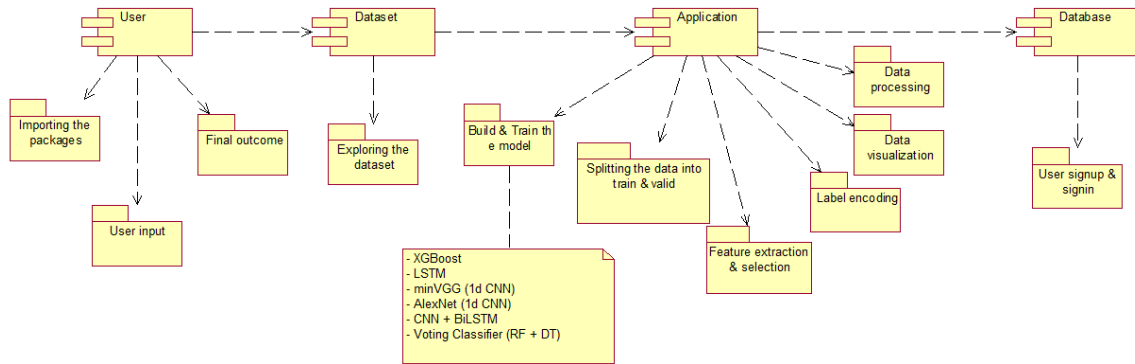 User
Dataset
Application
Database
Importing the
packages
Final outcome
User input
Exploring the
dataset
Build & Train th
e model
Splitting the data into
train & valid
Feature extraction
& selection
Label encoding
Data
visualization
Data
processing
User signup &
signin
- XGBoost
- LSTM
- minVGG (1d CNN)
- AlexNet (1d CNN)
- CNN + BiLSTM
- Voting Classifier (RF + DT)